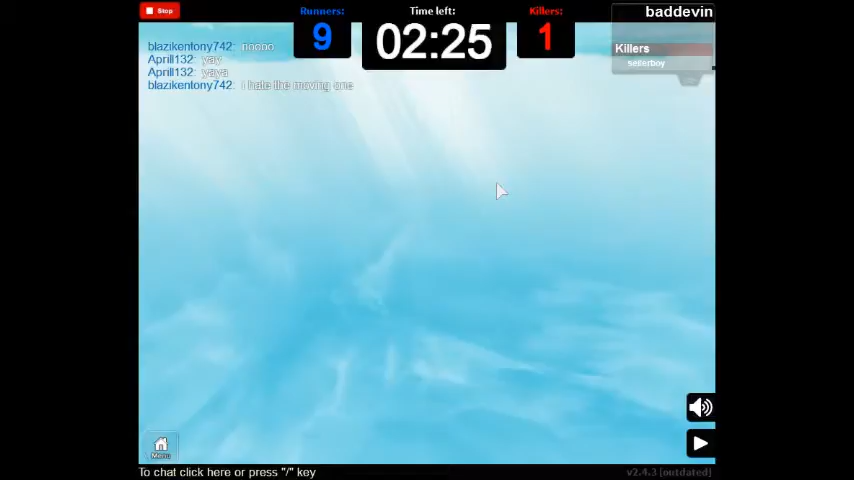 Stop
Runners:
Time left:
Killers:
baddevin
9
02:25
1
blazikentony742: noooo
Killers
April132: yay
sellerboy
April132: yaya
blazikentony742: i hate the moving one
Menu
To chat click here or press "/" key
v2.4.3 [outdated]